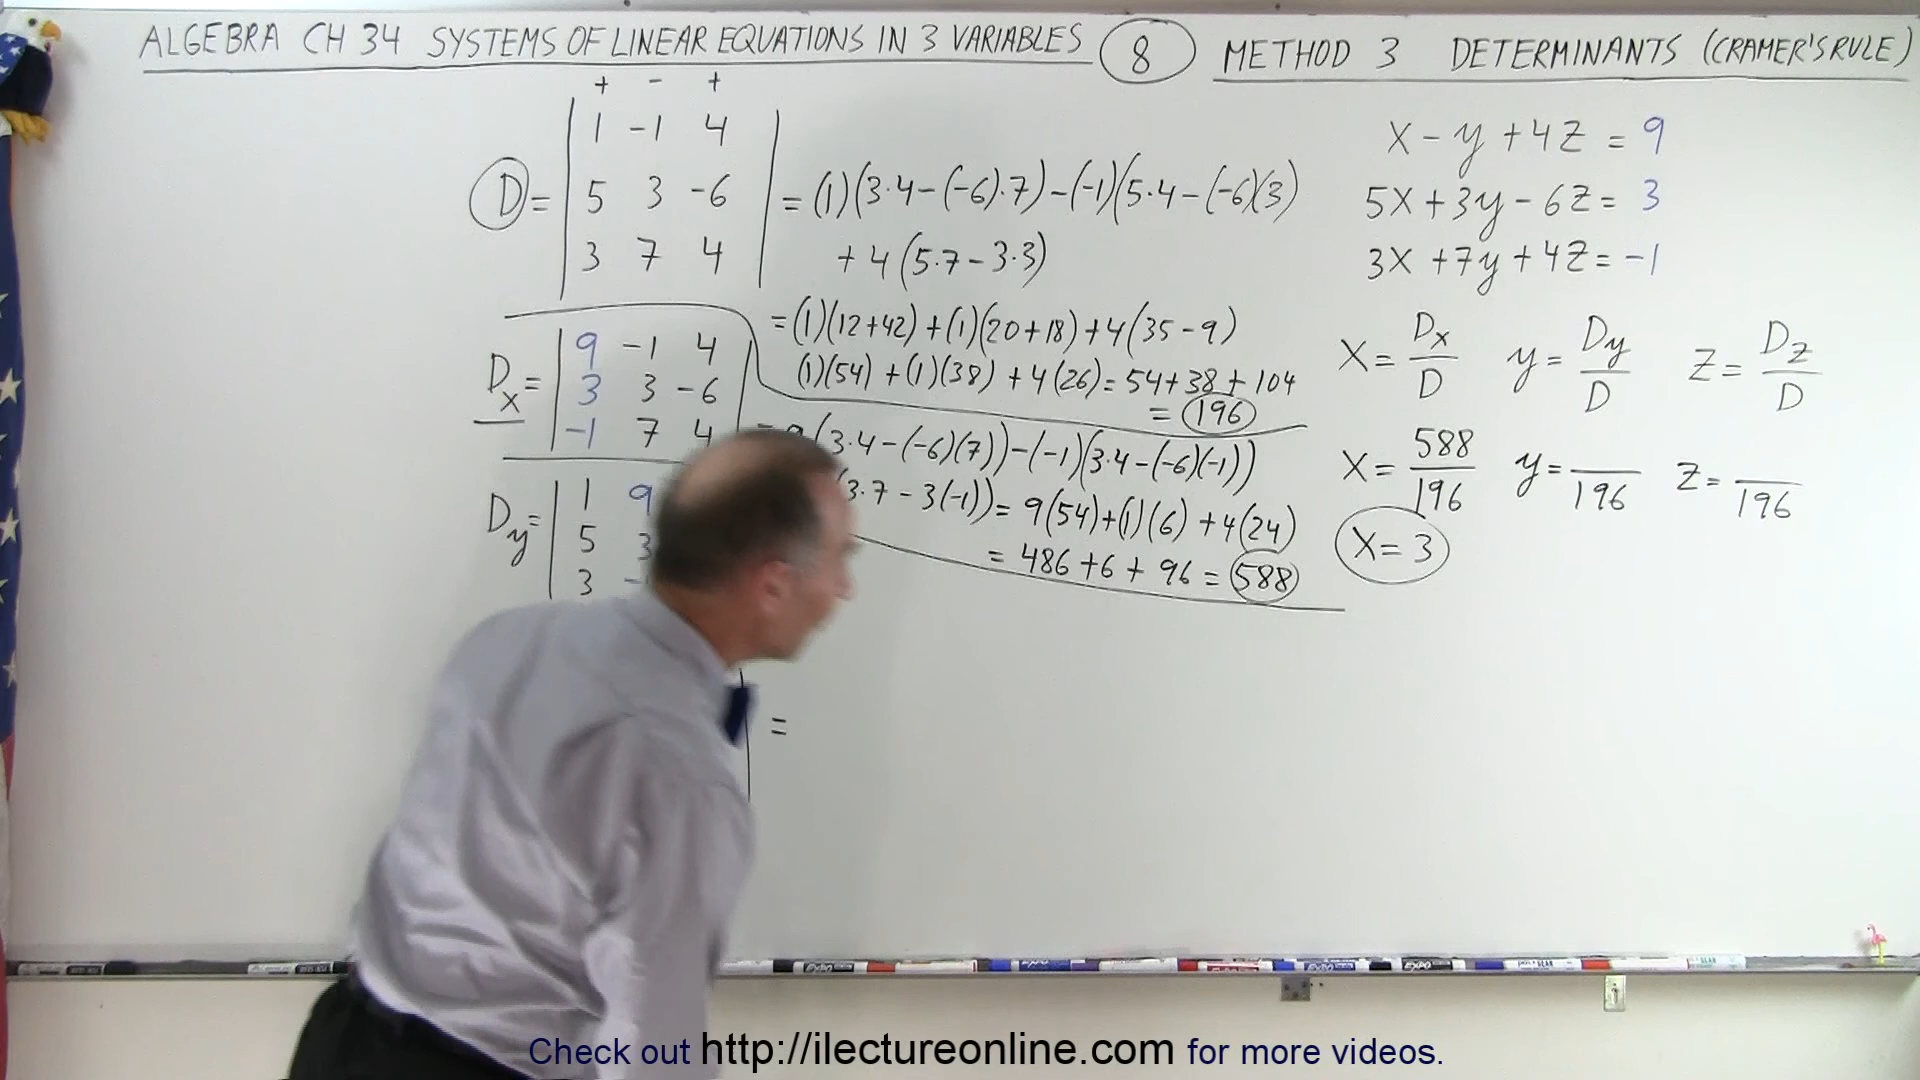 ALGEBRA CH 34 SYSTEMS OF LINEAR EQUATIONS IN 3 VARIABLES 8 METHOD 3 DETERMINANTS (CRAMER'S RULE)
+ - +
1 -1 4
D = 5 3 -6 = (1)(3·4-(-6)·7)-(-1)(5·4-(-6)(3)
3 7 4 + 4(5·7-3·3)
= (1)(12+42)+(1)(20+18)+4(35-9)
(1)(54)+(1)(38)+4(26)=54+38+104
= 196
9 -1 4
Dx = 3 3 -6
-1 7 4
(3·4-(-6)(7))-(-1)(3·4-(-6)(-1))
(3·7-3(-1))=9(54)+(1)(6)+4(24)
= 486+6+96=588
1 9
Dy = 5 3
3
=
x-y+4z=9
5x+3y-6z=3
3x+7y+4z=-1
x=Dx/D y=Dy/D z=Dz/D
x=588/196 y= /196 z= /196
x=3
EXPO
EXPO
Check out http://ilectureonline.com for more videos.